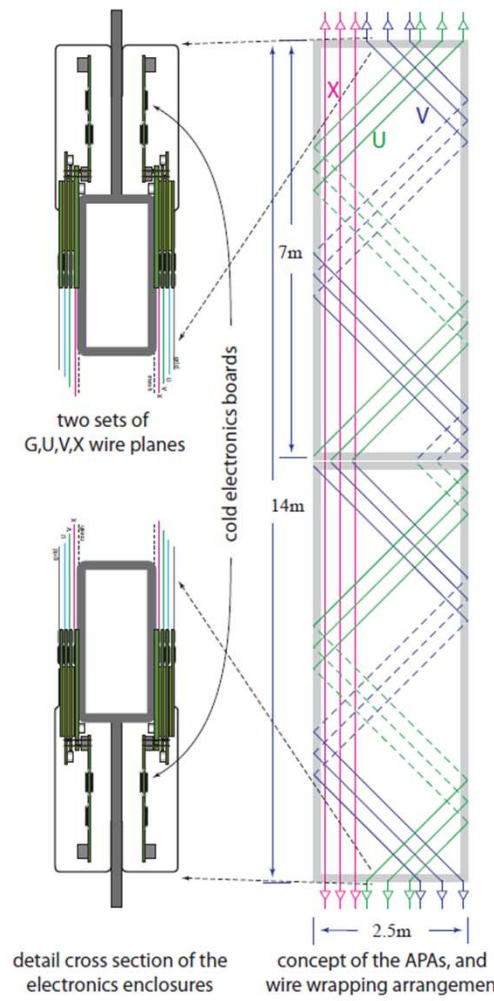 X
V
U
7m
14m
cold electronics boards
two sets of
G,U,V,X wire planes
2.5m
detail cross section of the
electronics enclosures
concept of the APAs, and
wire wrapping arrangemen